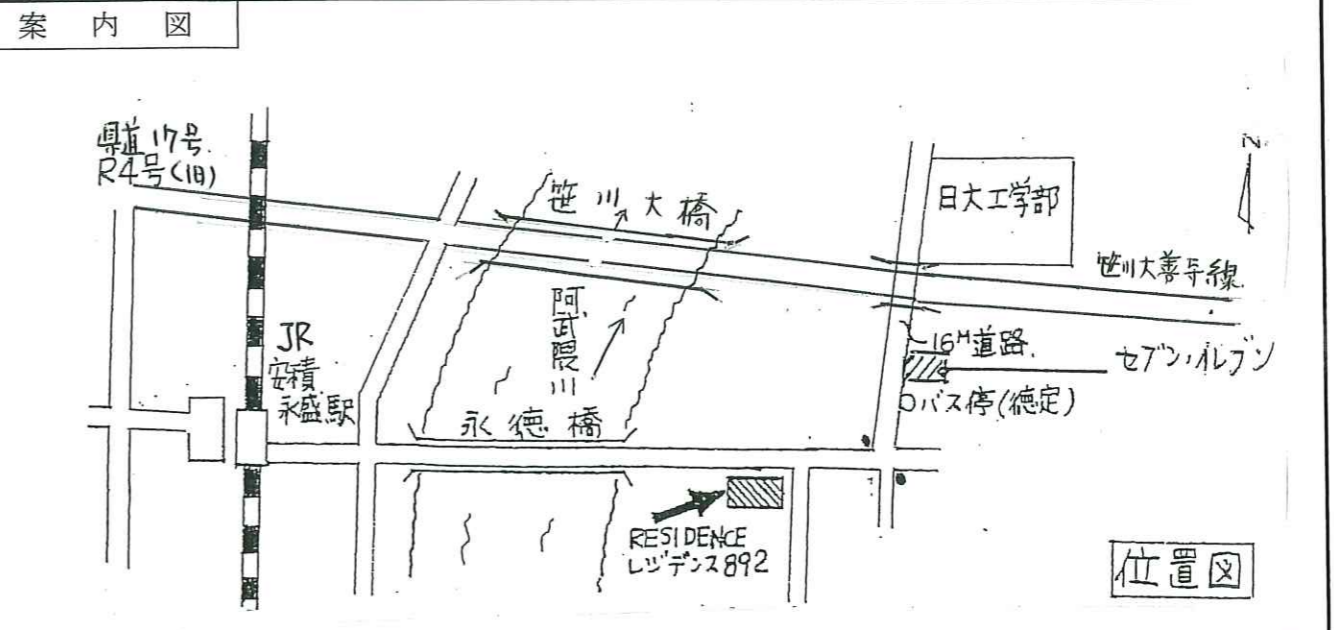 案内図
県道17号
R4号(旧)
笹川大橋
日大工学部
N
笹川大善寺線
阿武隈川
JR
安積
永盛駅
16M道路
セブン・イレブン
バス停(徳定)
永徳橋
RESIDENCE
レジデンス892
位置図